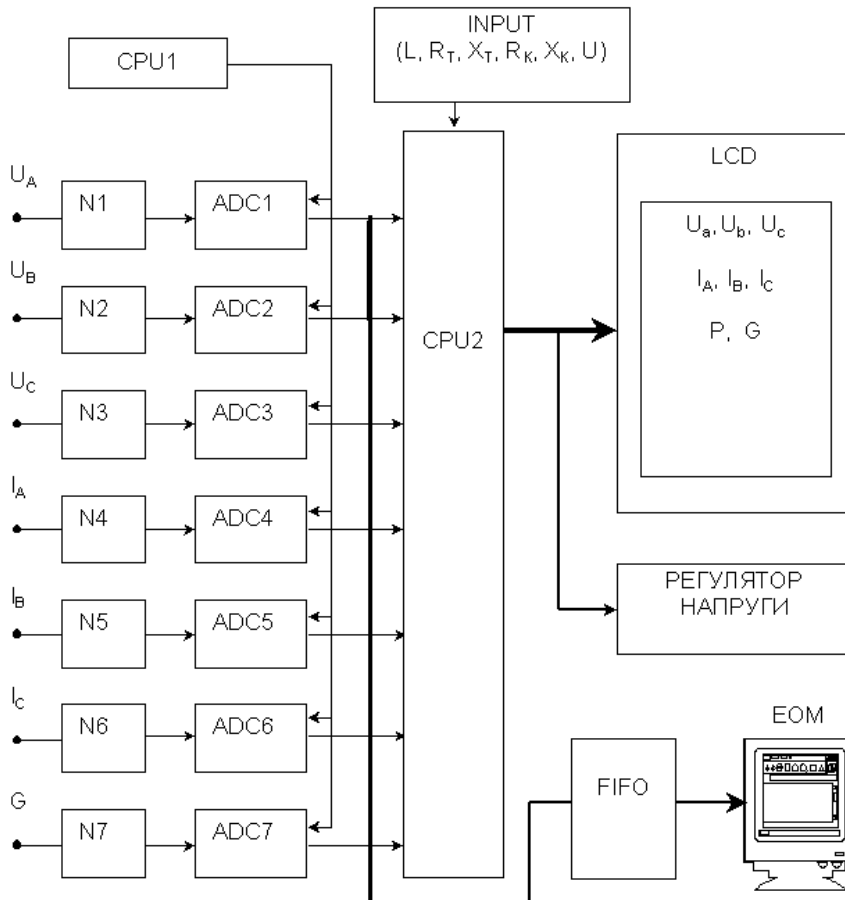 INPUT
(L, R_T, X_T, R_K, X_K, U)
CPU1
LCD
U_a, U_b, U_c
I_A, I_B, I_C
P, G
U_A
N1
ADC1
U_B
N2
ADC2
CPU2
U_C
N3
ADC3
I_A
N4
ADC4
РЕГУЛЯТОР
НАПРУГИ
I_B
N5
ADC5
I_C
N6
ADC6
ЕОМ
FIFO
G
N7
ADC7